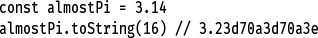 const almostPi = 3.14
almostPi.toString(16) // 3.23d70a3d70a3e